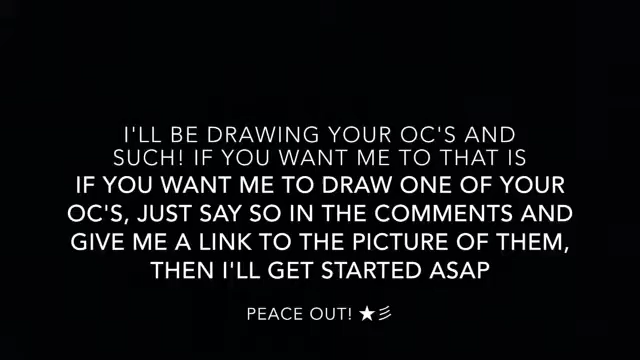 I'LL BE DRAWING YOUR OC'S AND
SUCH! IF YOU WANT ME TO THAT IS
IF YOU WANT ME TO DRAW ONE OF YOUR
OC'S, JUST SAY SO IN THE COMMENTS AND
GIVE ME A LINK TO THE PICTURE OF THEM,
THEN I'LL GET STARTED ASAP
PEACE OUT! ★彡